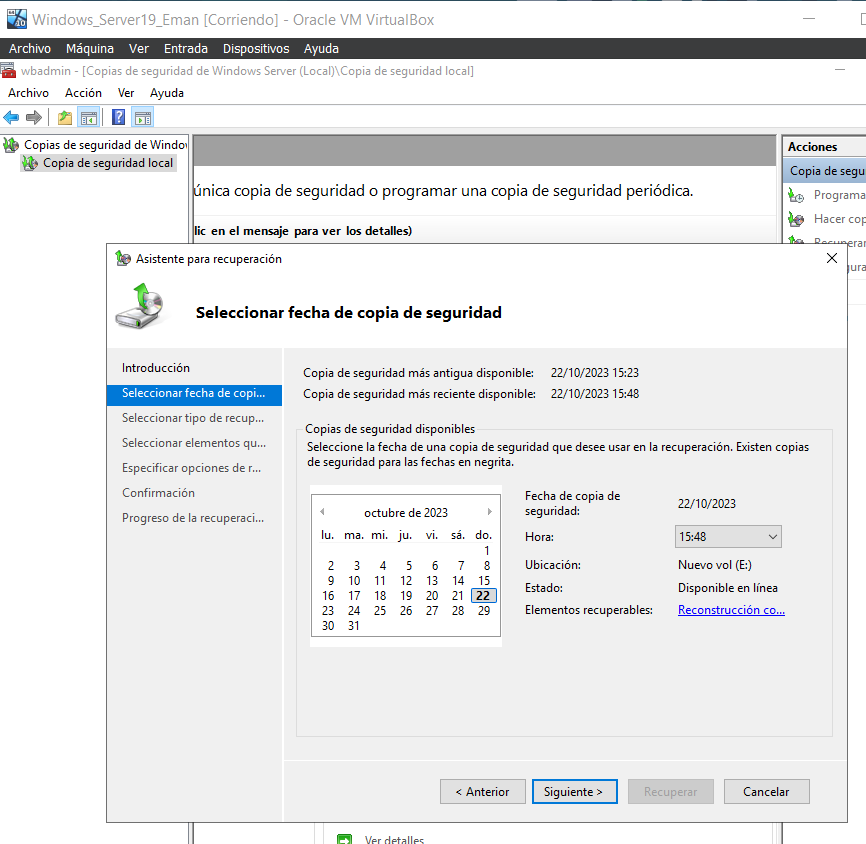 Windows_Server19_Eman [Corriendo] - Oracle VM VirtualBox
Archivo Máquina Ver Entrada Dispositivos Ayuda
wbadmin - [Copias de seguridad de Windows Server (Local)\Copia de seguridad local]
Archivo Acción Ver Ayuda
Copias de seguridad de Windo
Copia de seguridad local
única copia de seguridad o programar una copia de seguridad periódica.
lic en el mensaje para ver los detalles)
Acciones
Copia de segu
Programa
Hacer cop
Recuperar
gura
Asistente para recuperación
Seleccionar fecha de copia de seguridad
Introducción
Seleccionar fecha de copi...
Seleccionar tipo de recup...
Seleccionar elementos qu...
Especificar opciones de r...
Confirmación
Progreso de la recuperaci...
Copia de seguridad más antigua disponible: 22/10/2023 15:23
Copia de seguridad más reciente disponible: 22/10/2023 15:48
Copias de seguridad disponibles
Seleccione la fecha de una copia de seguridad que desee usar en la recuperación. Existen copias
de seguridad para las fechas en negrita.
octubre de 2023
lu. ma. mi. ju. vi. sá. do.
1
2 3 4 5 6 7 8
9 10 11 12 13 14 15
16 17 18 19 20 21 22
23 24 25 26 27 28 29
30 31
Fecha de copia de
seguridad: 22/10/2023
Hora: 15:48
Ubicación: Nuevo vol (E:)
Estado: Disponible en línea
Elementos recuperables: Reconstrucción co...
< Anterior Siguiente > Recuperar Cancelar
Ver detalles